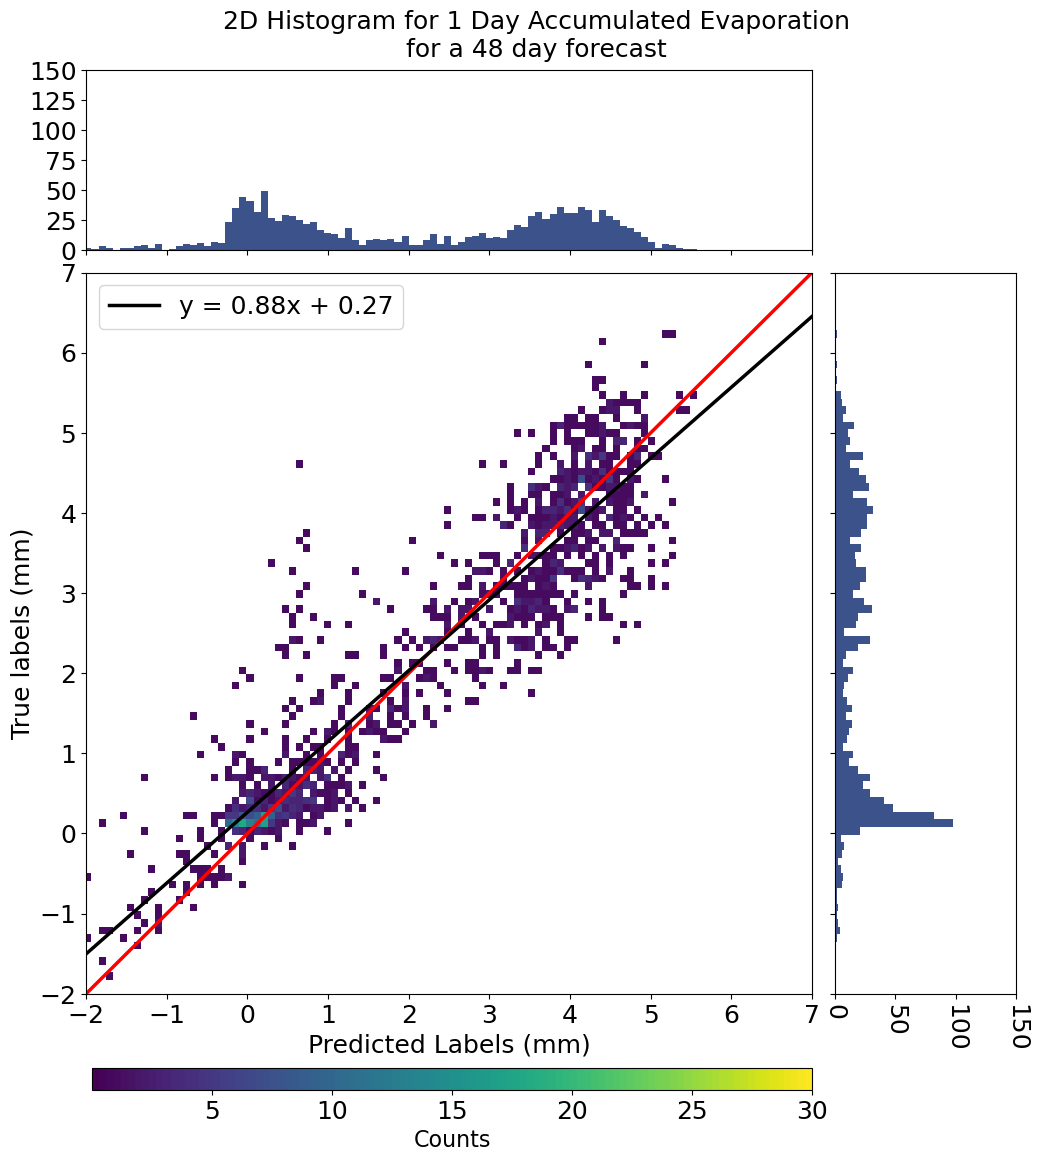 2D Histogram for 1 Day Accumulated Evaporation
for a 48 day forecast
150
125
100
75
50
25
0
7
6
5
4
3
2
1
0
−1
−2
True labels (mm)
y = 0.88x + 0.27
−2 −1 0 1 2 3 4 5 6 7
Predicted Labels (mm)
0 50 100 150
5 10 15 20 25 30
Counts